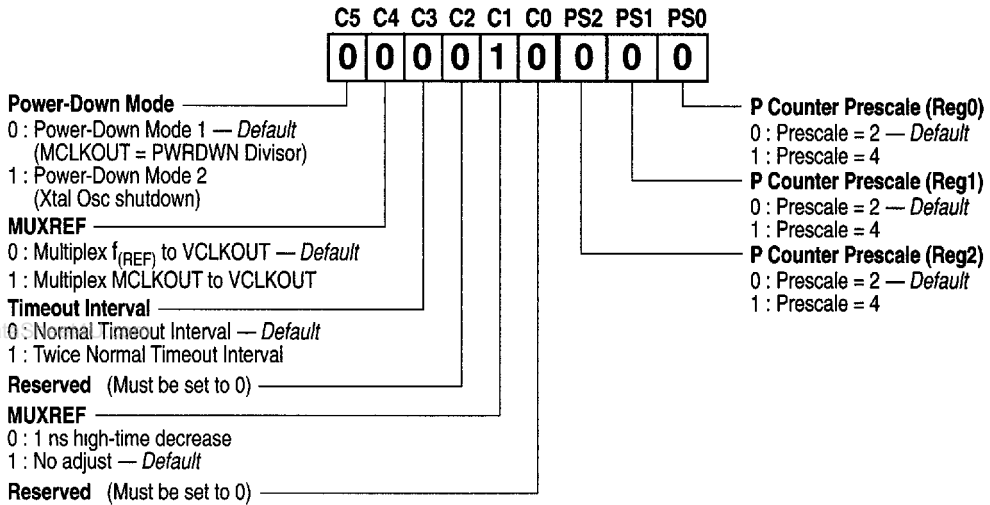 C5 C4 C3 C2 C1 C0 PS2 PS1 PS0
0 0 0 0 1 0 0 0 0
Power-Down Mode
0 : Power-Down Mode 1 — Default
(MCLKOUT = PWRDWN Divisor)
1 : Power-Down Mode 2
(Xtal Osc shutdown)
MUXREF
0 : Multiplex f(REF) to VCLKOUT — Default
1 : Multiplex MCLKOUT to VCLKOUT
Timeout Interval
0 : Normal Timeout Interval — Default
1 : Twice Normal Timeout Interval
Reserved (Must be set to 0)
MUXREF
0 : 1 ns high-time decrease
1 : No adjust — Default
Reserved (Must be set to 0)
P Counter Prescale (Reg0)
0 : Prescale = 2 — Default
1 : Prescale = 4
P Counter Prescale (Reg1)
0 : Prescale = 2 — Default
1 : Prescale = 4
P Counter Prescale (Reg2)
0 : Prescale = 2 — Default
1 : Prescale = 4